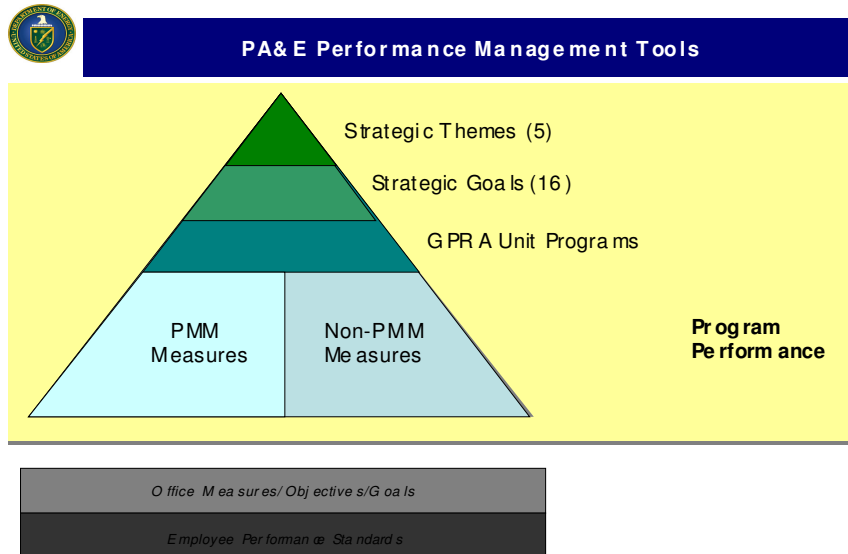 PA&E Performance Management Tools
Strategic Themes (5)
Strategic Goals (16)
GPRA Unit Programs
PMM
Measures
Non-PMM
Measures
Program
Performance
Office Measures/Objectives/Goals
Employee Performance Standards